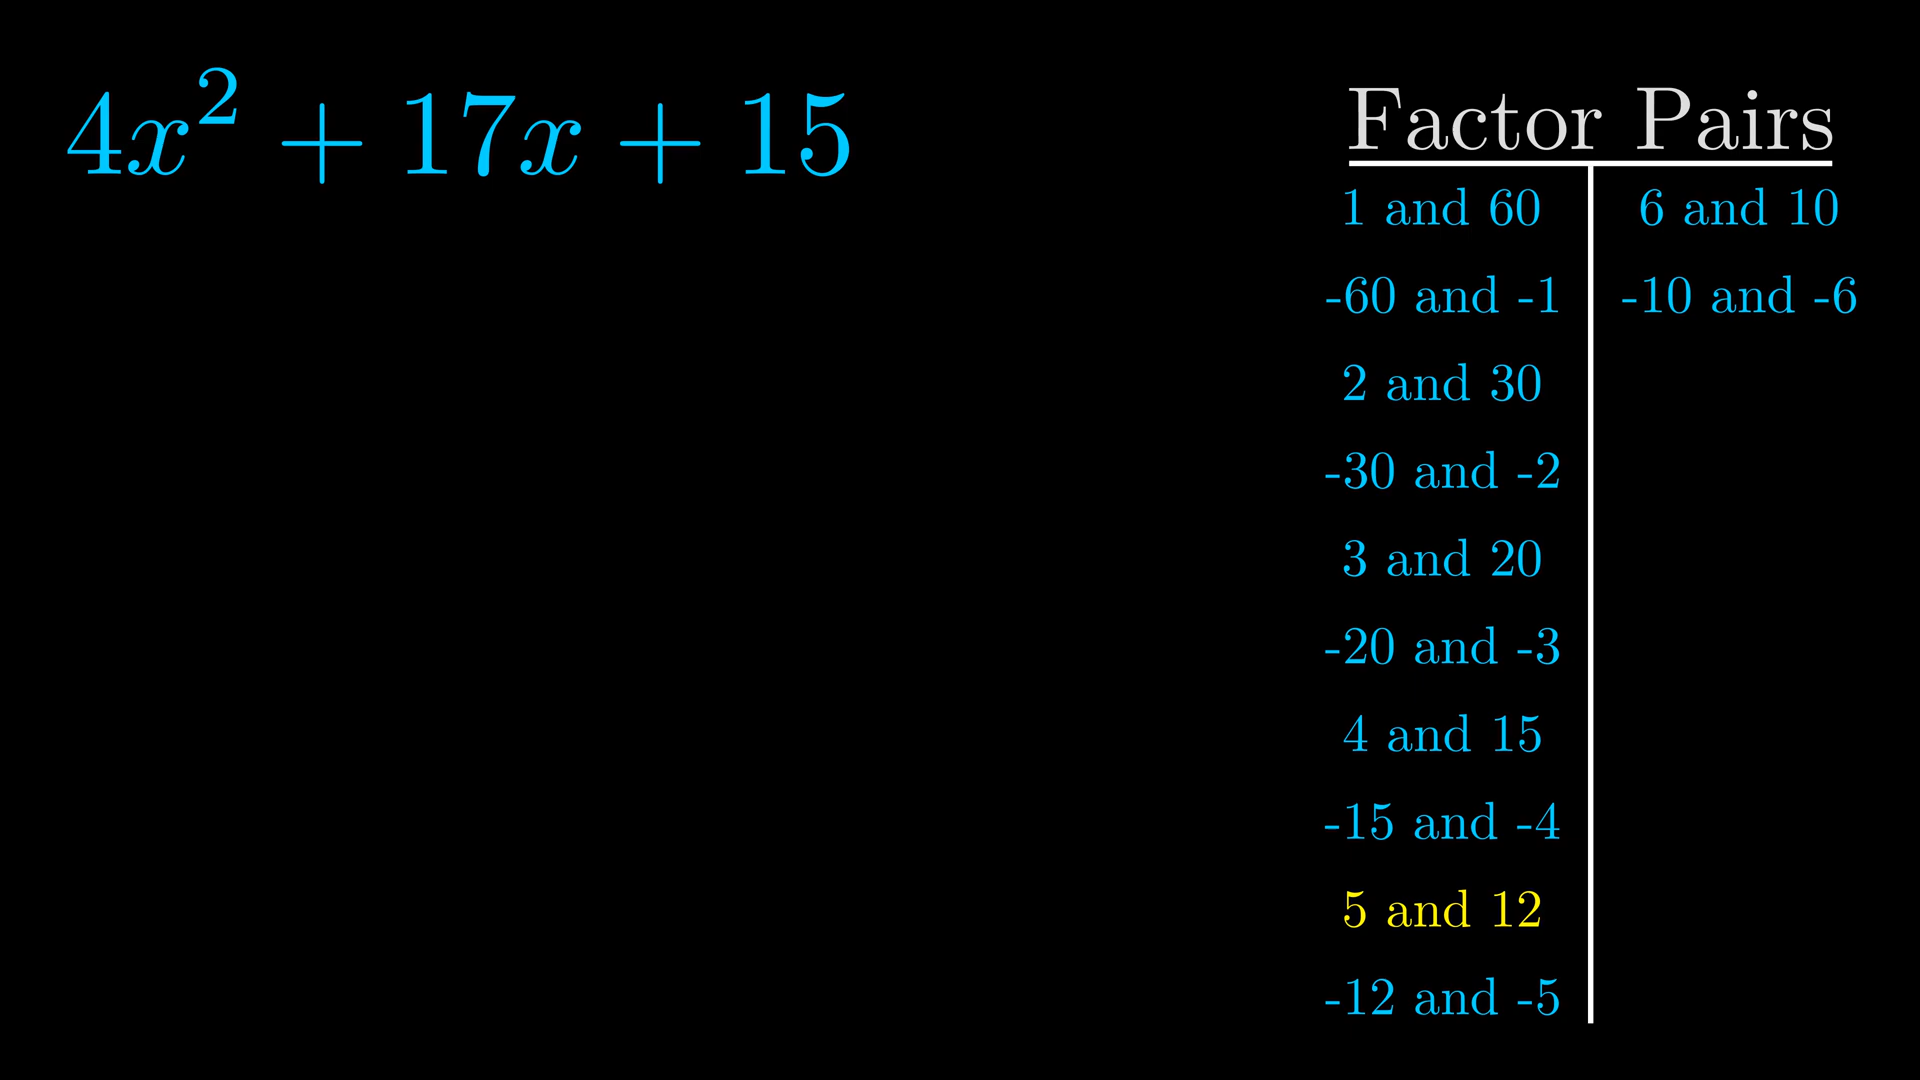 4x² + 17x + 15
Factor Pairs
1 and 60
-60 and -1
2 and 30
-30 and -2
3 and 20
-20 and -3
4 and 15
-15 and -4
5 and 12
-12 and -5
6 and 10
-10 and -6